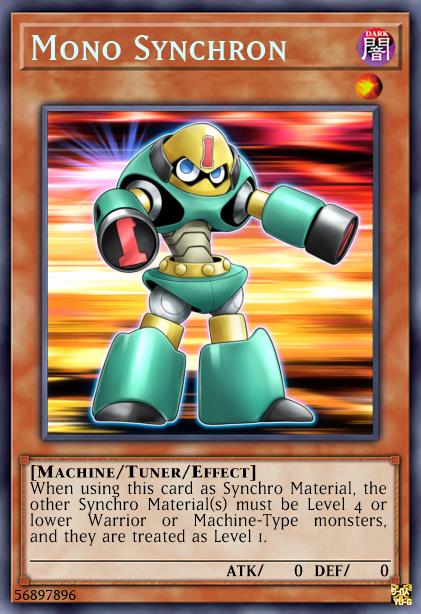 Mono Synchron
DARK
闇
1
1
[Machine/Tuner/Effect]
When using this card as Synchro Material, the
other Synchro Material(s) must be Level 4 or
lower Warrior or Machine-Type monsters,
and they are treated as Level 1.
ATK/ 0 DEF/ 0
56897896